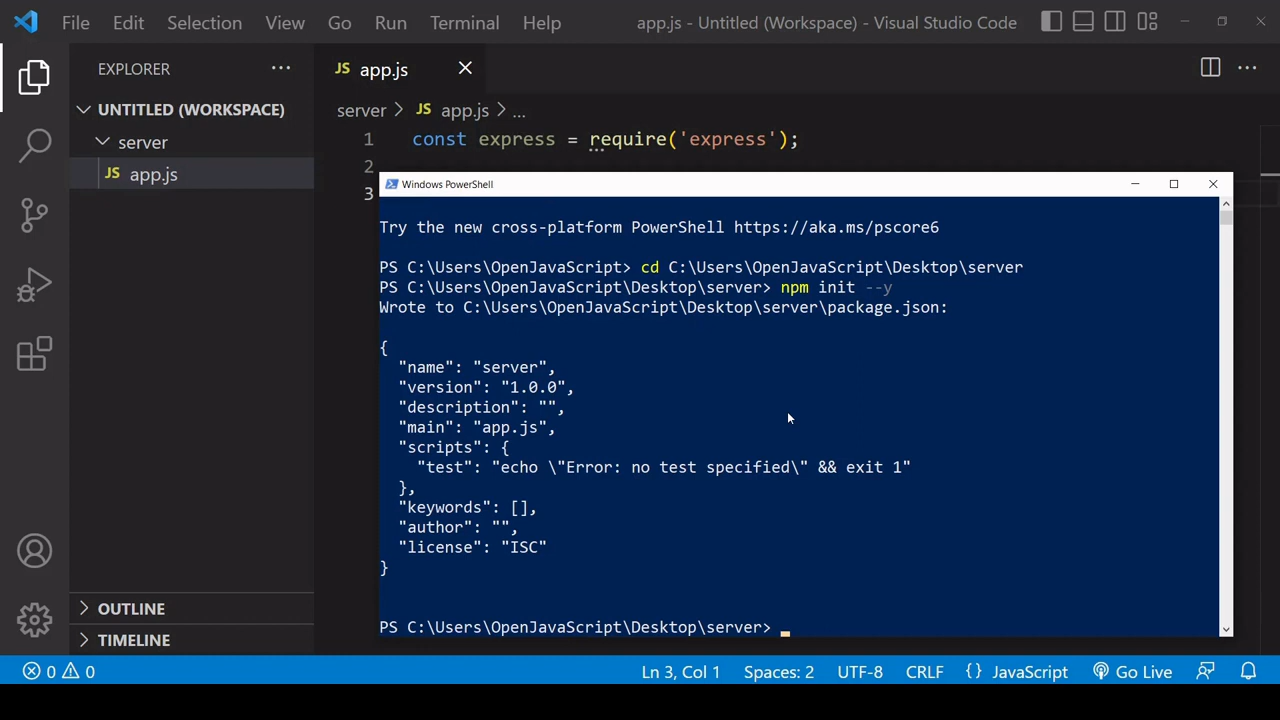 File Edit Selection View Go Run Terminal Help app.js - Untitled (Workspace) - Visual Studio Code
EXPLORER
UNTITLED (WORKSPACE)
server
JS app.js
OUTLINE
TIMELINE
JS app.js
server > JS app.js > ...
1 const express = require('express');
2
3
Windows PowerShell
Try the new cross-platform PowerShell https://aka.ms/pscore6
PS C:\Users\OpenJavaScript> cd C:\Users\OpenJavaScript\Desktop\server
PS C:\Users\OpenJavaScript\Desktop\server> npm init --y
Wrote to C:\Users\OpenJavaScript\Desktop\server\package.json:
{
"name": "server",
"version": "1.0.0",
"description": "",
"main": "app.js",
"scripts": {
"test": "echo \"Error: no test specified\" && exit 1"
},
"keywords": [],
"author": "",
"license": "ISC"
}
PS C:\Users\OpenJavaScript\Desktop\server>
0 0 Ln 3, Col 1 Spaces: 2 UTF-8 CRLF {} JavaScript Go Live